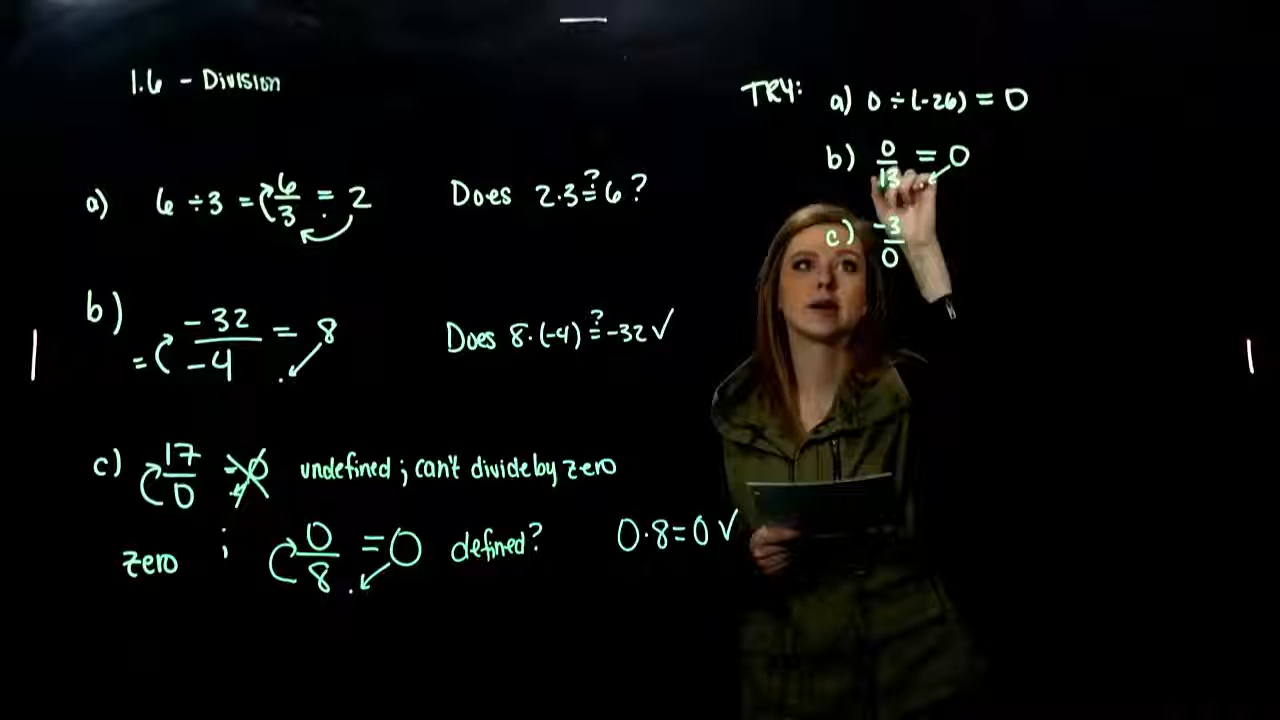 1.6 - Division
a) 6 ÷ 3 = 6/3 = 2 Does 2·3 ≟ 6 ?
b) = -32/-4 = 8 Does 8·(-4) ≟ -32 ✓
c) 17/0 = 0 undefined ; can't divide by zero
zero ; 0/8 = 0 defined? 0·8=0 ✓
TRY: a) 0 ÷ (-26) = 0
b) 0/13 = 0
c) -3/0